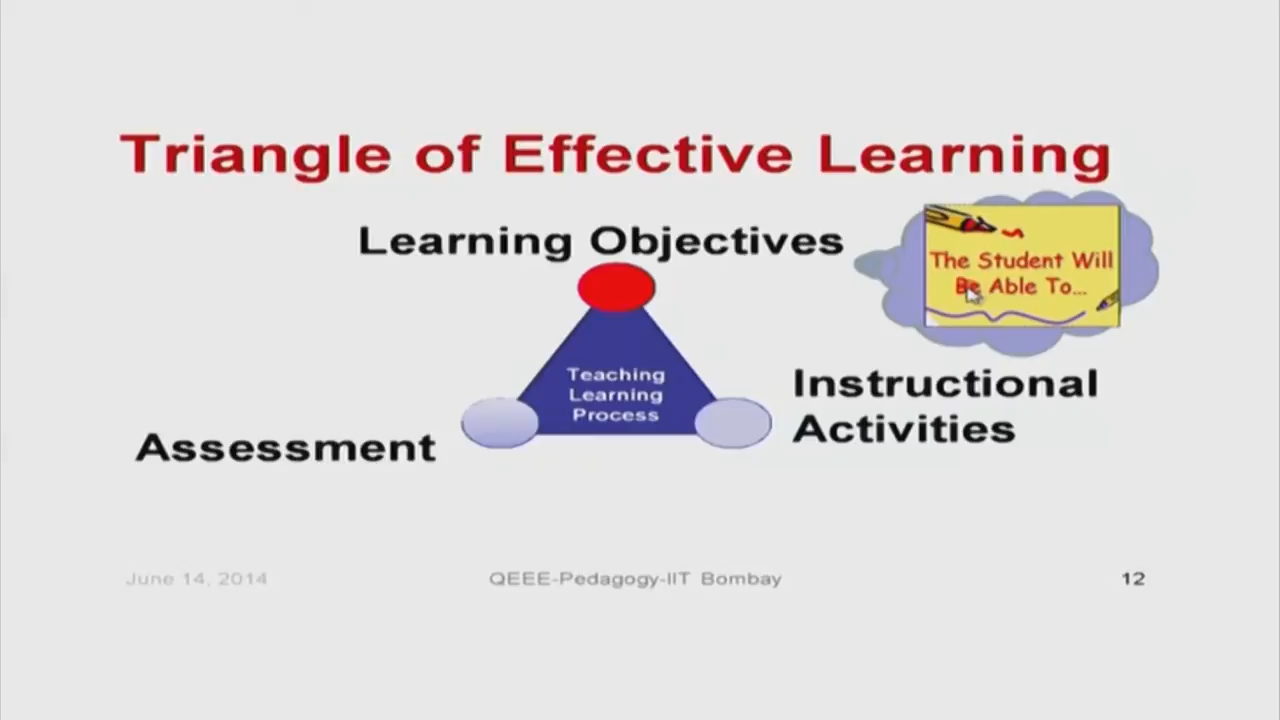 Triangle of Effective Learning
Learning Objectives
The Student Will
Be Able To...
Teaching
Learning
Process
Instructional
Activities
Assessment
June 14, 2014
QEEE-Pedagogy-IIT Bombay
12